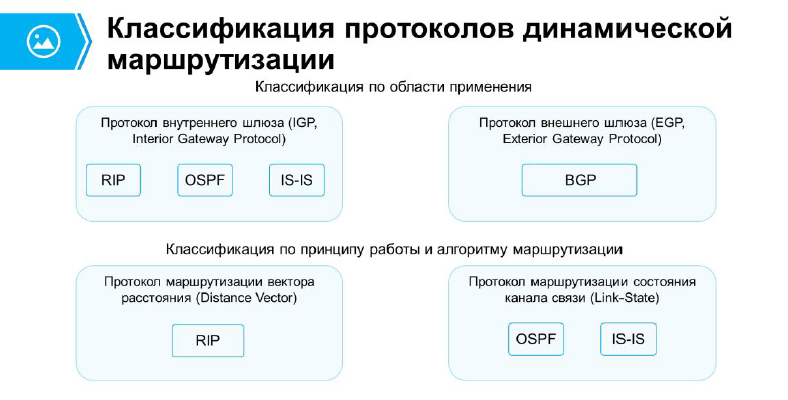 Классификация протоколов динамической
маршрутизации
Классификация по области применения
Протокол внутреннего шлюза (IGP,
Interior Gateway Protocol)
RIP
OSPF
IS-IS
Протокол внешнего шлюза (EGP,
Exterior Gateway Protocol)
BGP
Классификация по принципу работы и алгоритму маршрутизации
Протокол маршрутизации вектора
расстояния (Distance Vector)
RIP
Протокол маршрутизации состояния
канала связи (Link-State)
OSPF
IS-IS